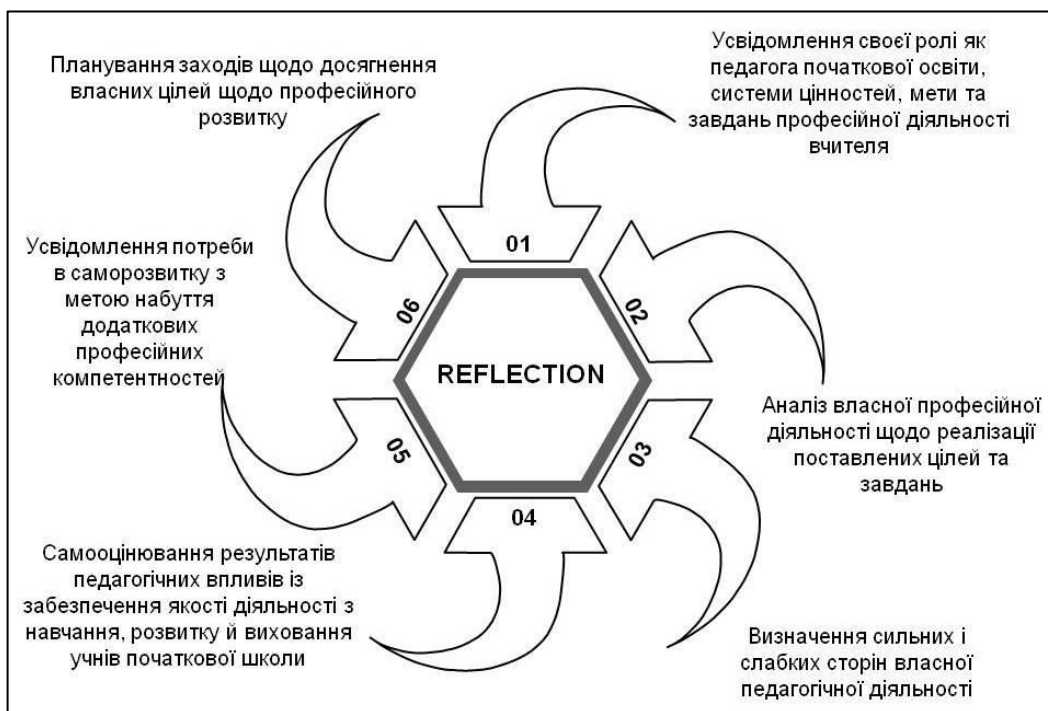 Усвідомлення своєї ролі як
педагога початкової освіти,
системи цінностей, мети та
завдань професійної діяльності
вчителя
Планування заходів щодо досягнення
власних цілей щодо професійного
розвитку
Усвідомлення потреби
в саморозвитку з
метою набуття
додаткових
професійних
компетентностей
01
02
03
04
05
06
REFLECTION
Аналіз власної професійної
діяльності щодо реалізації
поставлених цілей та
завдань
Самооцінювання результатів
педагогічних впливів із
забезпечення якості діяльності з
навчання, розвитку й виховання
учнів початкової школи
Визначення сильних і
слабких сторін власної
педагогічної діяльності